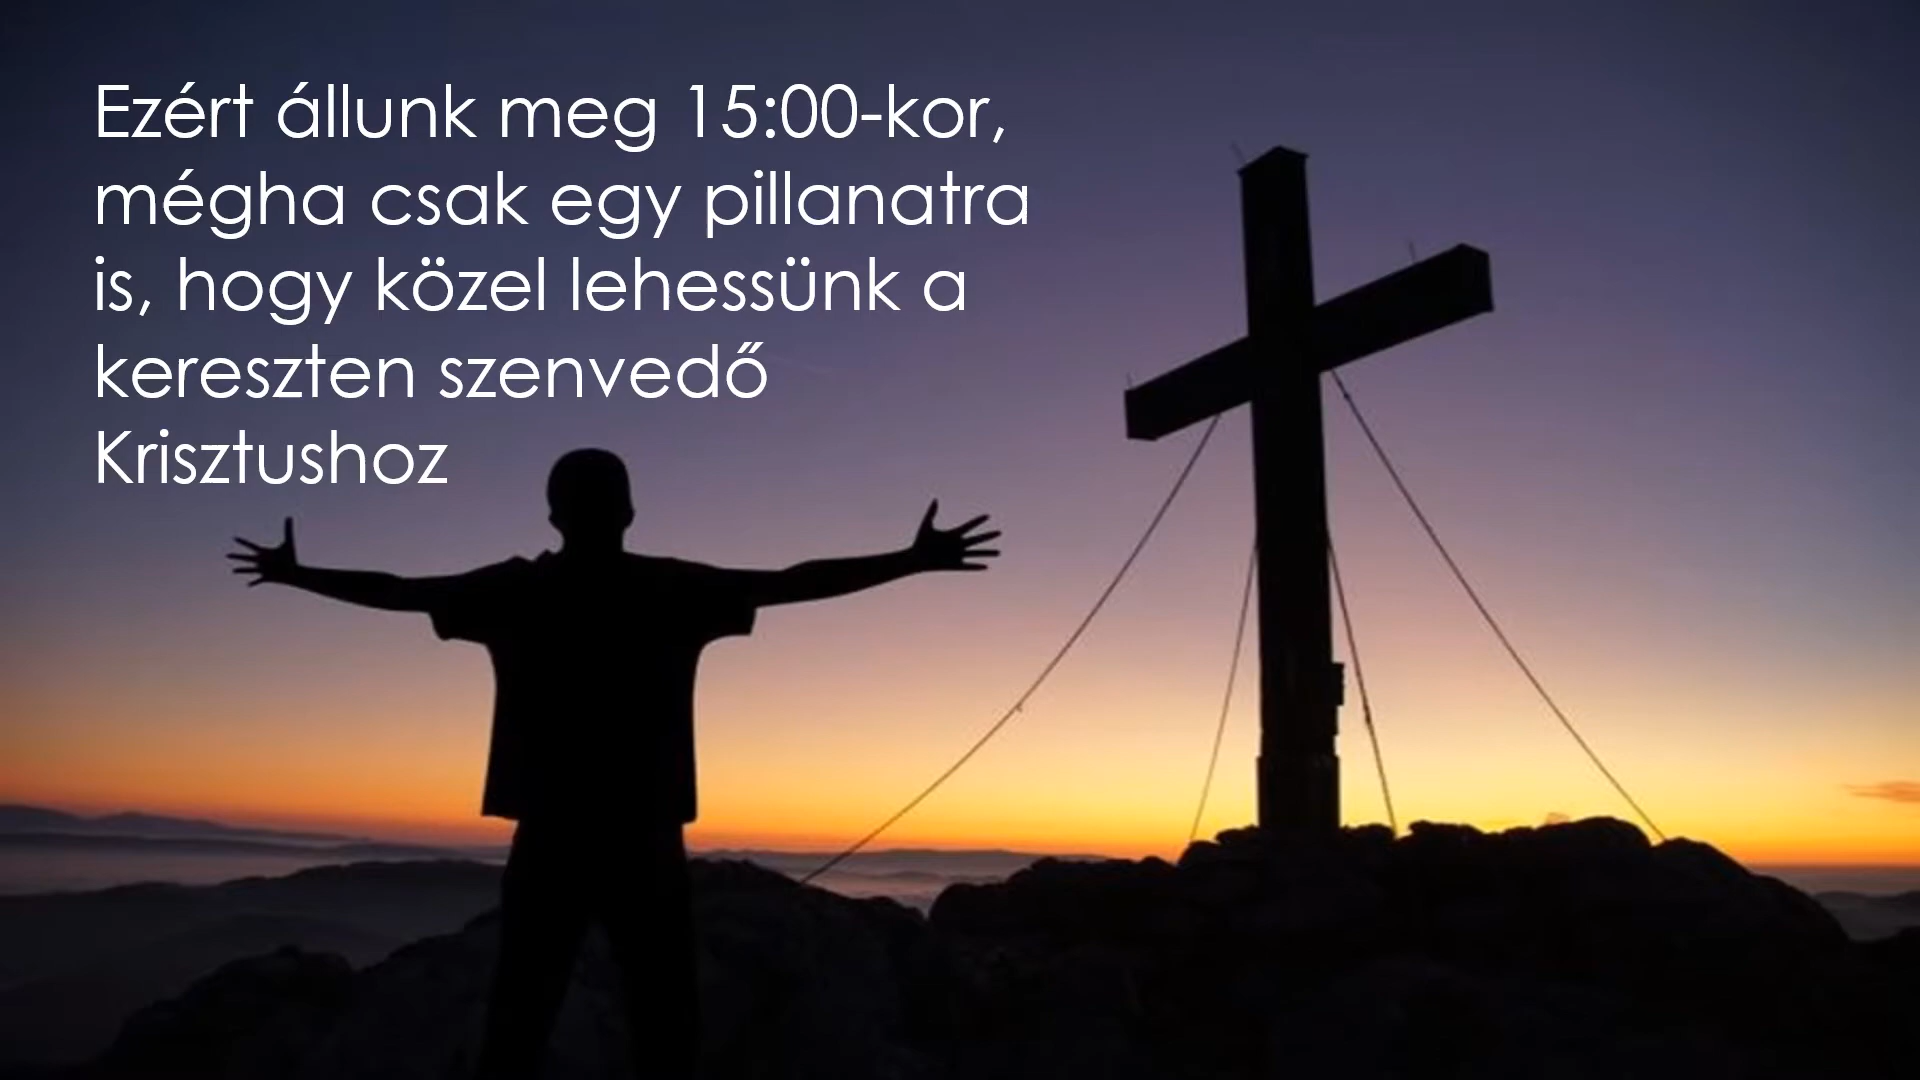 Ezért állunk meg 15:00-kor,
mégha csak egy pillanatra
is, hogy közel lehessünk a
kereszten szenvedő
Krisztushoz